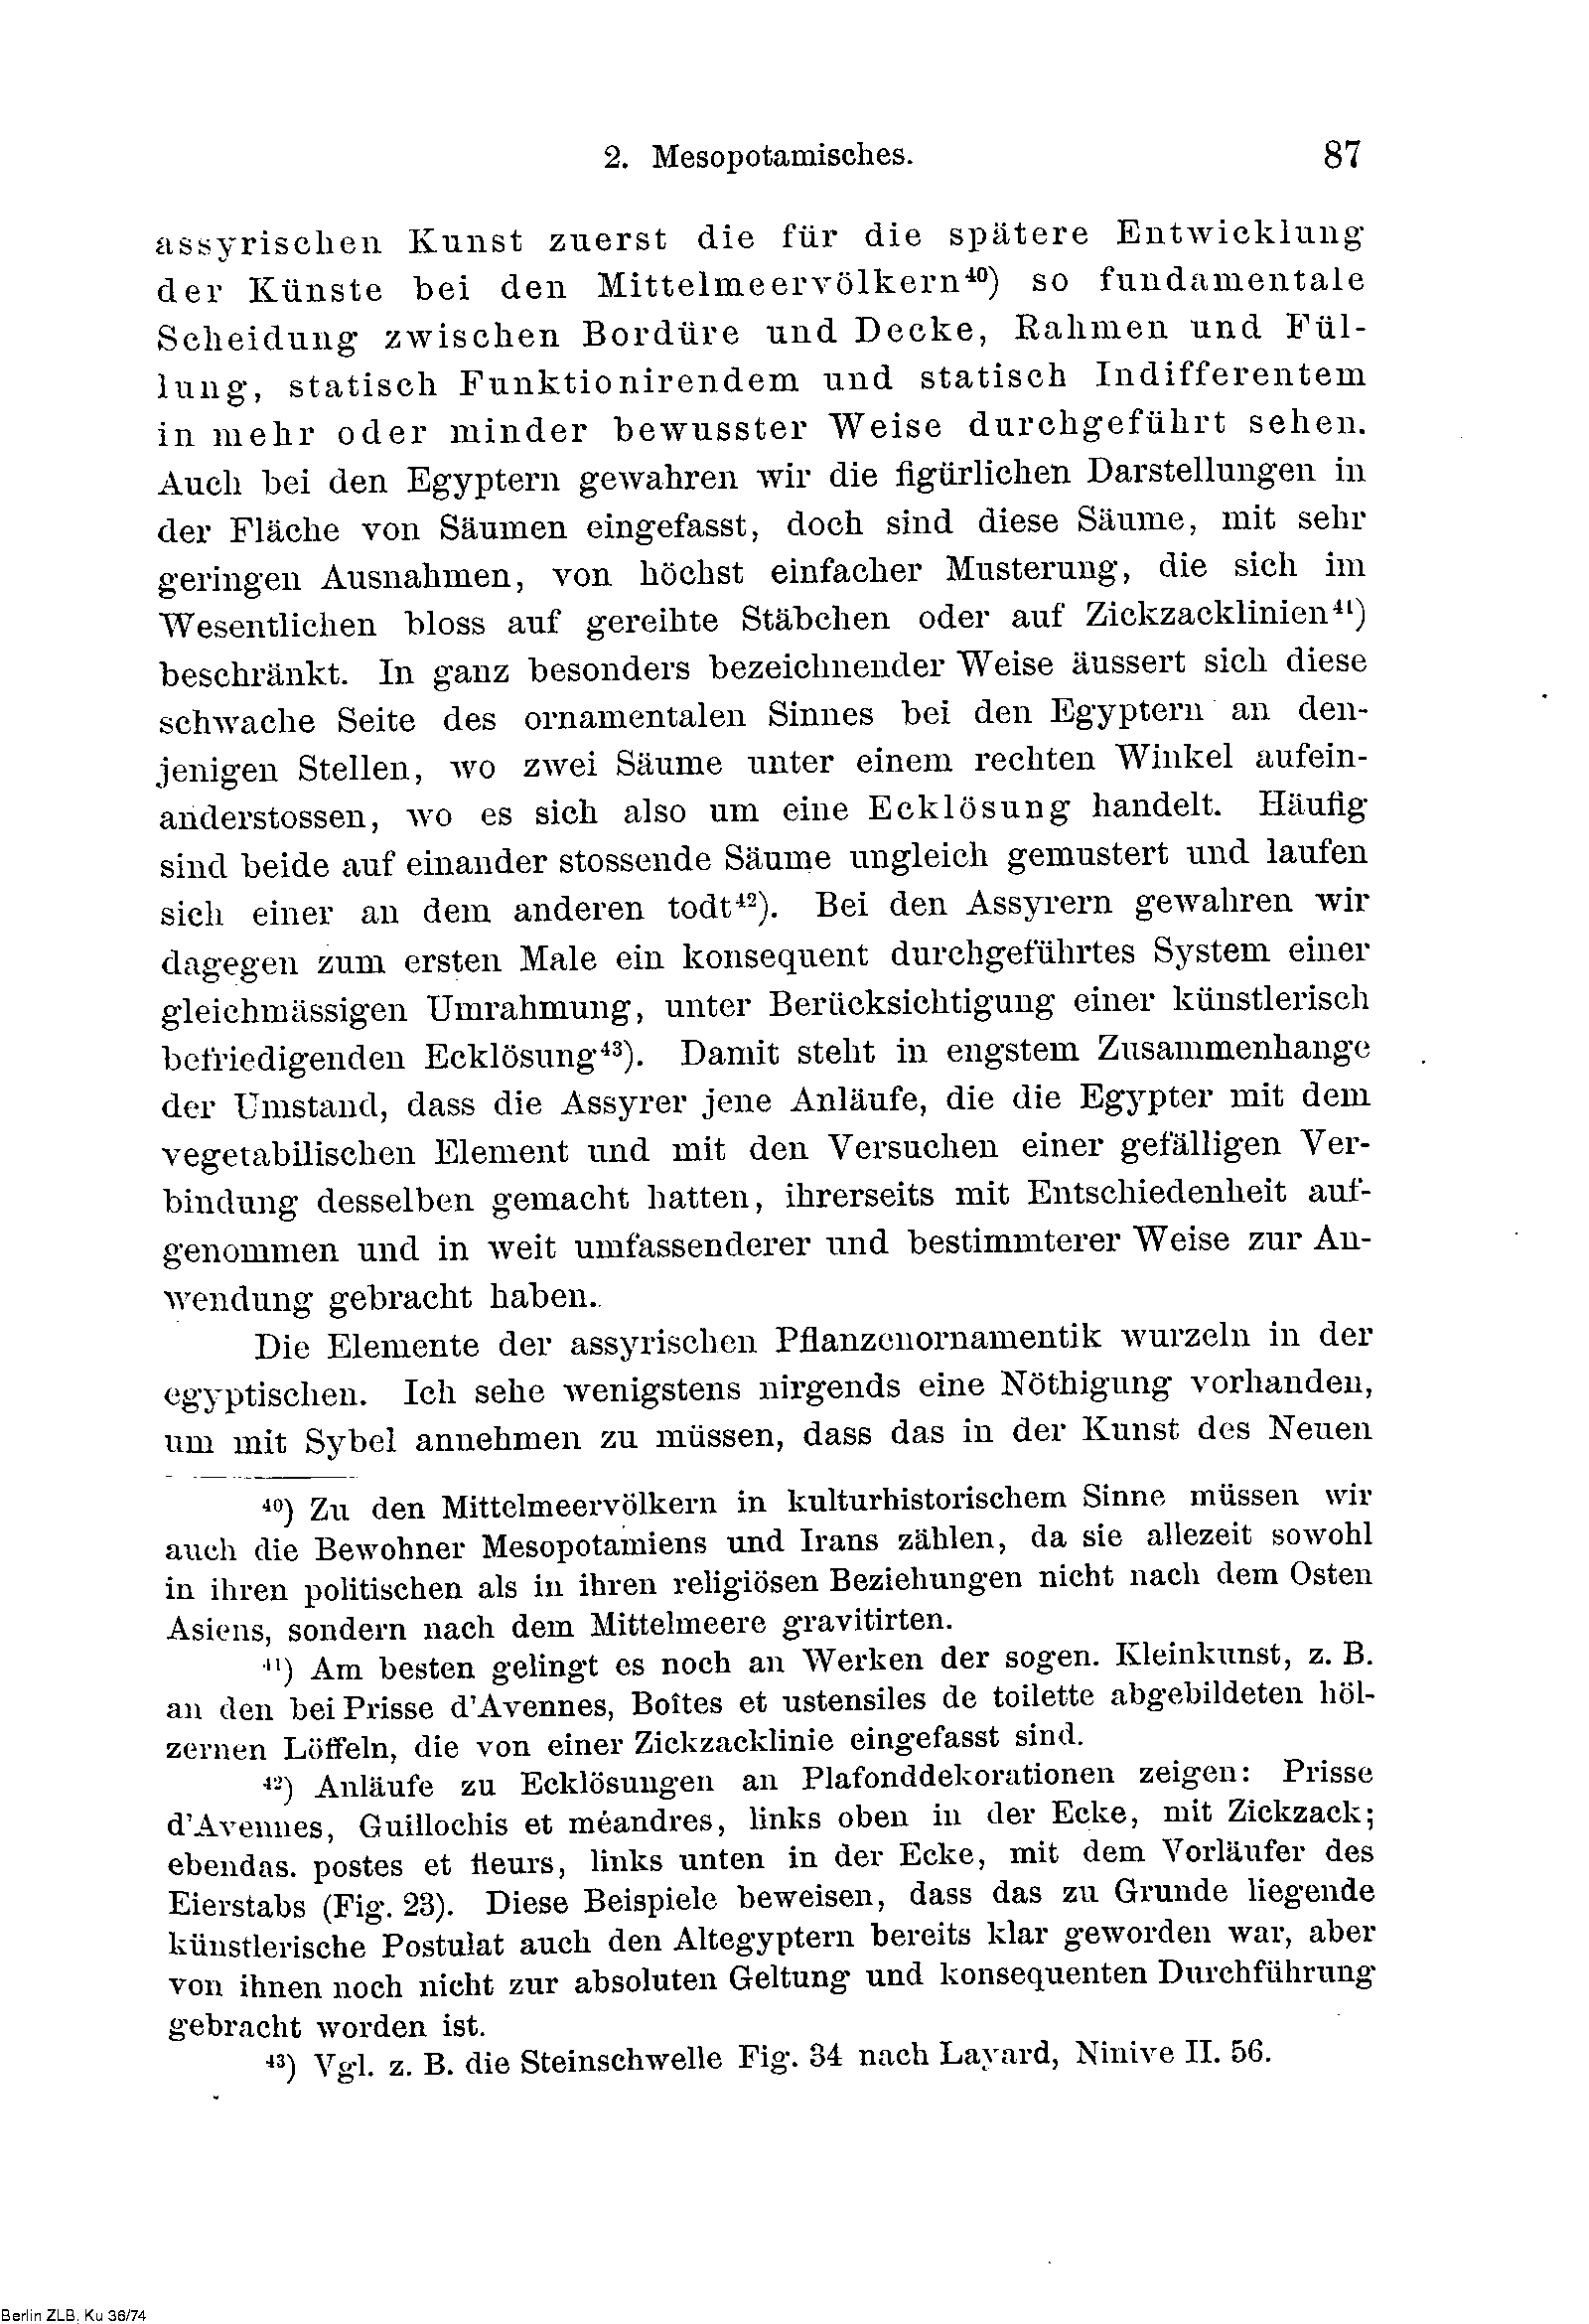 2. Mesopotamisches. 87
assyrischen Kunst zuerst die für die spätere Entwicklung
der Künste bei den Mittelmeervölkern⁴⁰) so fundamentale
Scheidung zwischen Bordüre und Decke, Rahmen und Fül-
lung, statisch Funktionirendem und statisch Indifferentem
in mehr oder minder bewusster Weise durchgeführt sehen.
Auch bei den Egyptern gewahren wir die figürlichen Darstellungen in
der Fläche von Säumen eingefasst, doch sind diese Säume, mit sehr
geringen Ausnahmen, von höchst einfacher Musterung, die sich im
Wesentlichen bloss auf gereihte Stäbchen oder auf Zickzacklinien⁴¹)
beschränkt. In ganz besonders bezeichnender Weise äussert sich diese
schwache Seite des ornamentalen Sinnes bei den Egyptern an den-
jenigen Stellen, wo zwei Säume unter einem rechten Winkel aufein-
anderstossen, wo es sich also um eine Ecklösung handelt. Häufig
sind beide auf einander stossende Säume ungleich gemustert und laufen
sich einer an dem anderen todt⁴²). Bei den Assyrern gewahren wir
dagegen zum ersten Male ein konsequent durchgeführtes System einer
gleichmässigen Umrahmung, unter Berücksichtigung einer künstlerisch
befriedigenden Ecklösung⁴³). Damit steht in engstem Zusammenhange
der Umstand, dass die Assyrer jene Anläufe, die die Egypter mit dem
vegetabilischen Element und mit den Versuchen einer gefälligen Ver-
bindung desselben gemacht hatten, ihrerseits mit Entschiedenheit auf-
genommen und in weit umfassenderer und bestimmterer Weise zur An-
wendung gebracht haben.
Die Elemente der assyrischen Pflanzenornamentik wurzeln in der
egyptischen. Ich sehe wenigstens nirgends eine Nöthigung vorhanden,
um mit Sybel annehmen zu müssen, dass das in der Kunst des Neuen
⁴⁰) Zu den Mittelmeervölkern in kulturhistorischem Sinne müssen wir
auch die Bewohner Mesopotamiens und Irans zählen, da sie allezeit sowohl
in ihren politischen als in ihren religiösen Beziehungen nicht nach dem Osten
Asiens, sondern nach dem Mittelmeere gravitirten.
⁴¹) Am besten gelingt es noch an Werken der sogen. Kleinkunst, z. B.
an den bei Prisse d'Avennes, Boîtes et ustensiles de toilette abgebildeten höl-
zernen Löffeln, die von einer Zickzacklinie eingefasst sind.
⁴²) Anläufe zu Ecklösungen an Plafonddekorationen zeigen: Prisse
d'Avennes, Guillochis et méandres, links oben in der Ecke, mit Zickzack;
ebendas. postes et fleurs, links unten in der Ecke, mit dem Vorläufer des
Eierstabs (Fig. 23). Diese Beispiele beweisen, dass das zu Grunde liegende
künstlerische Postulat auch den Altegyptern bereits klar geworden war, aber
von ihnen noch nicht zur absoluten Geltung und konsequenten Durchführung
gebracht worden ist.
⁴³) Vgl. z. B. die Steinschwelle Fig. 34 nach Layard, Ninive II. 56.
Berlin ZLB, Ku 36/74